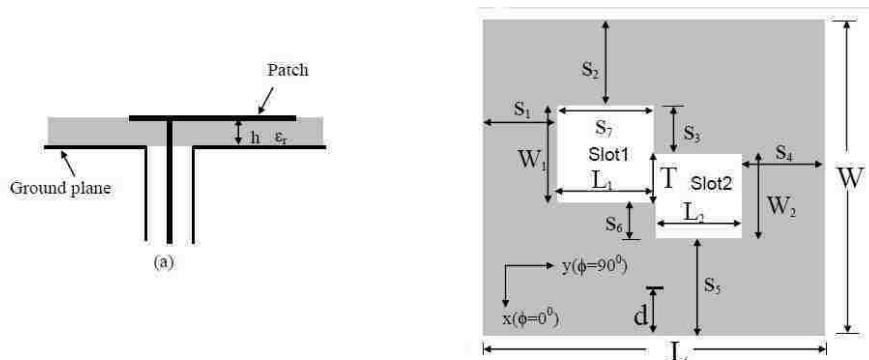 Patch
h εr
Ground plane
(a)
S2
S1
S7
S3
W1
Slot1
S4
L1
T
Slot2
W
L2
W2
S6
y(ϕ=90⁰)
S5
x(ϕ=0⁰)
d
L